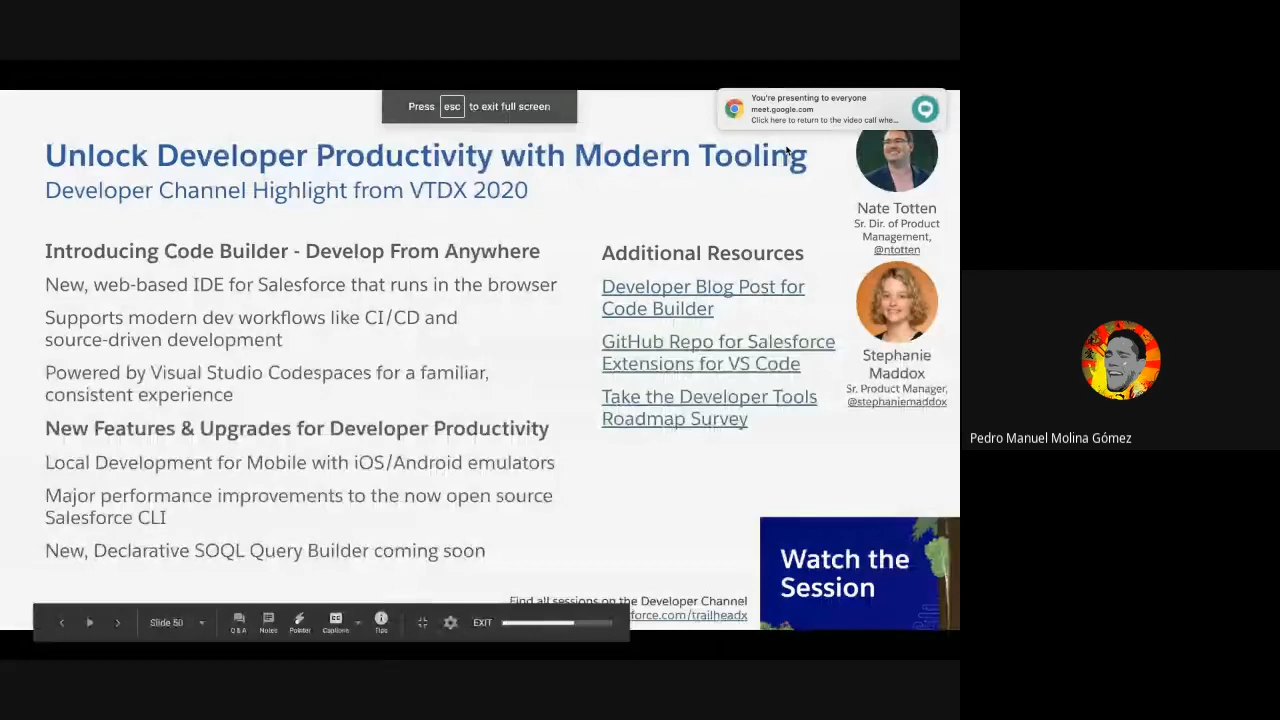 Press esc to exit full screen
You're presenting to everyone
meet.google.com
Click here to return to the video call whe...
Unlock Developer Productivity with Modern Tooling
Developer Channel Highlight from VTDX 2020
Introducing Code Builder - Develop From Anywhere
New, web-based IDE for Salesforce that runs in the browser
Supports modern dev workflows like CI/CD and
source-driven development
Powered by Visual Studio Codespaces for a familiar,
consistent experience
New Features & Upgrades for Developer Productivity
Local Development for Mobile with iOS/Android emulators
Major performance improvements to the now open source
Salesforce CLI
New, Declarative SOQL Query Builder coming soon
Additional Resources
Developer Blog Post for
Code Builder
GitHub Repo for Salesforce
Extensions for VS Code
Take the Developer Tools
Roadmap Survey
Nate Totten
Sr. Dir. of Product
Management,
@ntotten
Stephanie
Maddox
Sr. Product Manager,
@stephaniemaddox
Watch the
Session
Find all sessions on the Developer Channel
force.com/trailheadx
Slide 50
Q&A
Notes
Pointer
Captions
Tips
EXIT
Pedro Manuel Molina Gómez